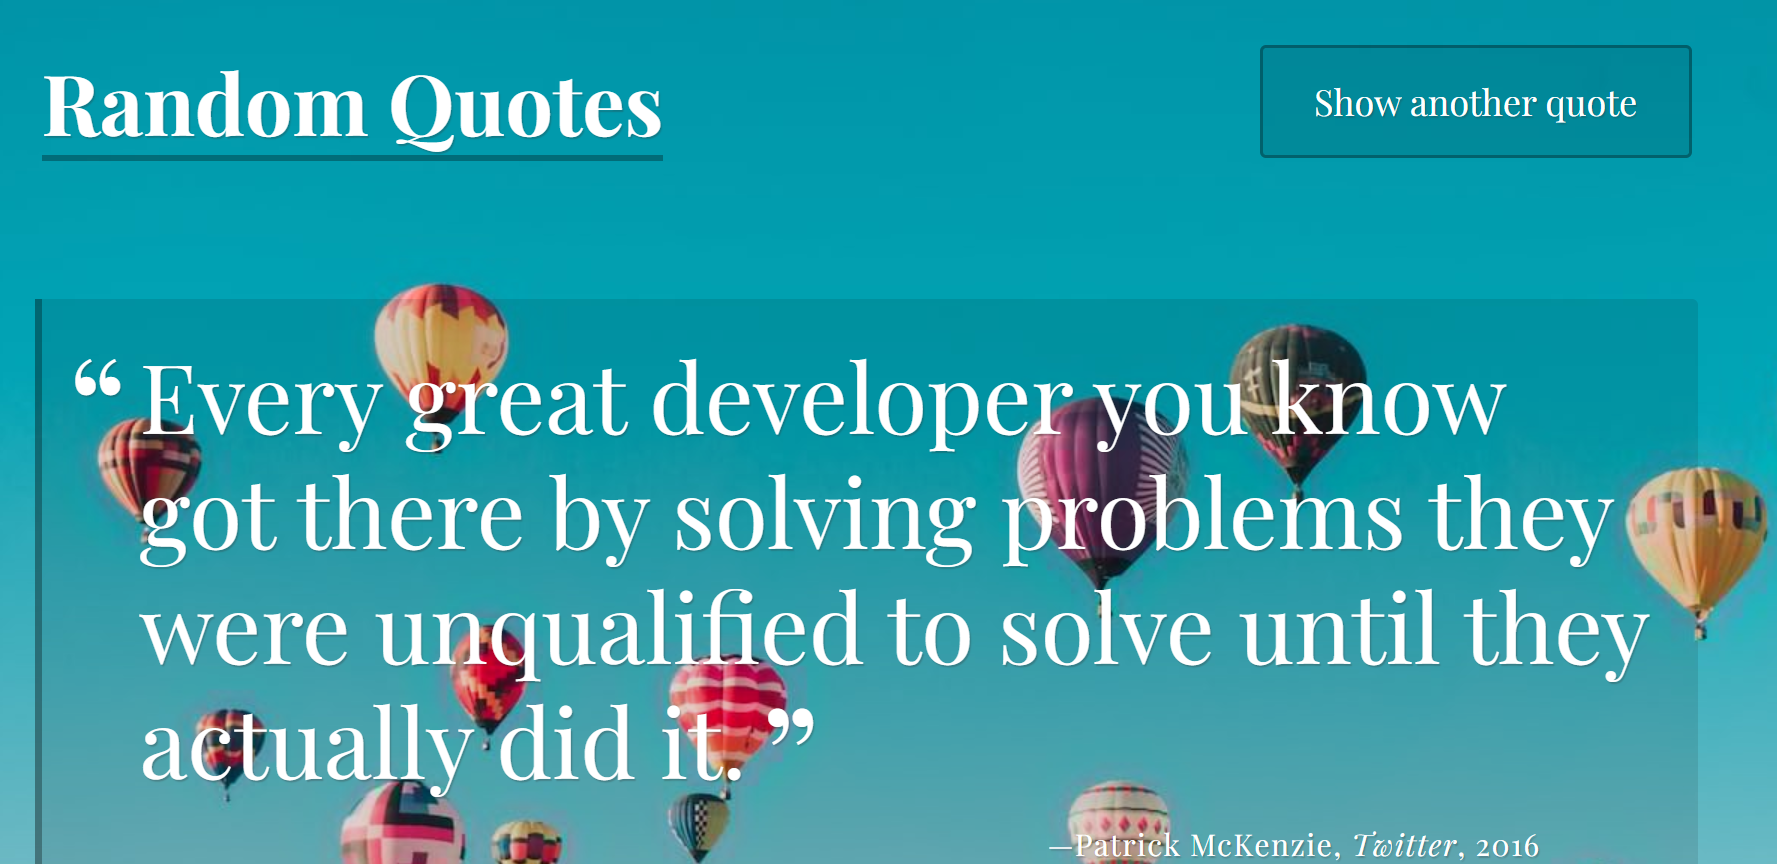 Random Quotes
Show another quote
“ Every great developer you know
got there by solving problems they
were unqualified to solve until they
actually did it. ”
—Patrick McKenzie, Twitter, 2016